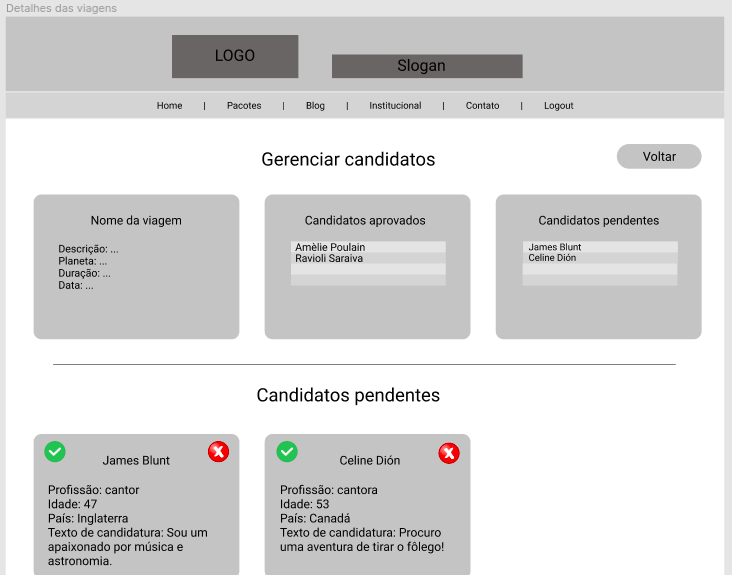 Detalhes das viagens
LOGO
Slogan
Home | Pacotes | Blog | Institucional | Contato | Logout
Gerenciar candidatos
Voltar
Nome da viagem
Descrição: ...
Planeta: ...
Duração: ...
Data: ...
Candidatos aprovados
Amèlie Poulain
Ravioli Saraiva
Candidatos pendentes
James Blunt
Celine Dión
Candidatos pendentes
James Blunt
Profissão: cantor
Idade: 47
País: Inglaterra
Texto de candidatura: Sou um
apaixonado por música e
astronomia.
Celine Dión
Profissão: cantora
Idade: 53
País: Canadá
Texto de candidatura: Procuro
uma aventura de tirar o fôlego!